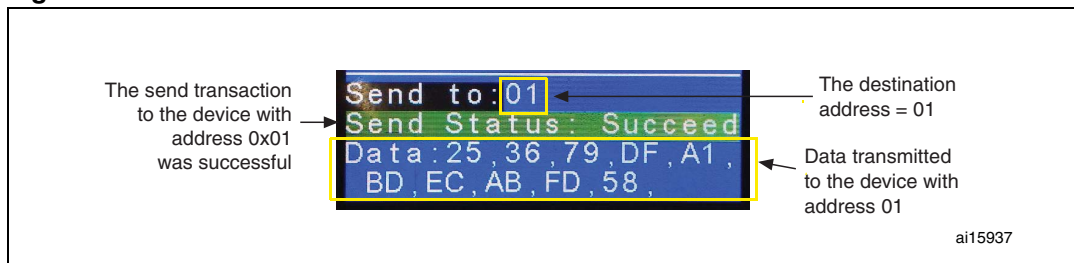 The send transaction
to the device with
address 0x01
was successful
Send to:01
Send Status: Succeed
Data:25,36,79,DF,A1,
BD,EC,AB,FD,58,
The destination
address = 01
Data transmitted
to the device with
address 01
ai15937